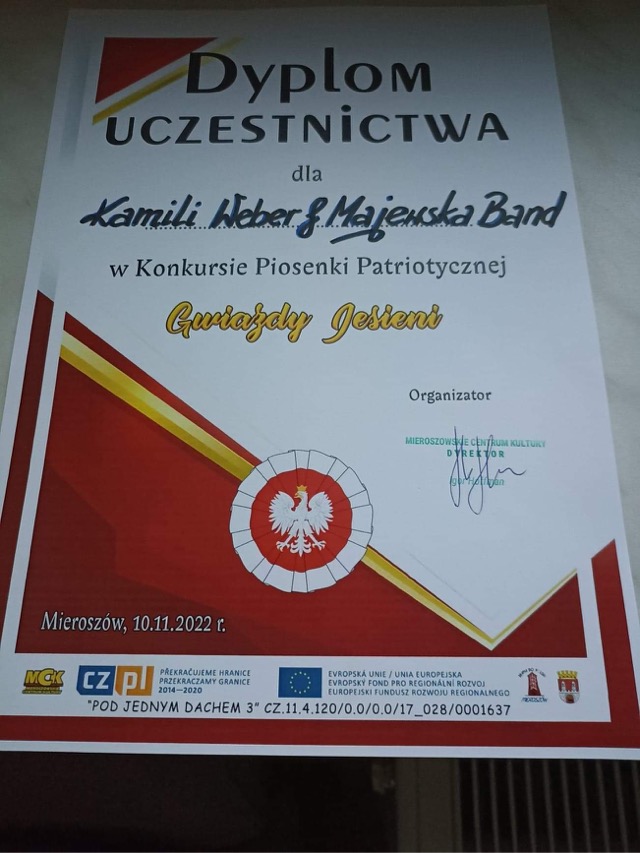 Dyplom
UCZESTNiCTWA
dla
Kamili Weber & Majewska Band
w Konkursie Piosenki Patriotycznej
Gwiazdy Jesieni
Organizator
MIEROSZOWSKIE CENTRUM KULTURY
DYREKTOR
Igor Hoffman
Mieroszów, 10.11.2022 r.
MCK
cz pl
PŘEKRAČUJEME HRANICE
PRZEKRACZAMY GRANICE
2014—2020
EVROPSKÁ UNIE / UNIA EUROPEJSKA
EVROPSKÝ FOND PRO REGIONÁLNÍ ROZVOJ
EUROPEJSKI FUNDUSZ ROZWOJU REGIONALNEGO
"POD JEDNYM DACHEM 3" CZ.11.4.120/0.0/0.0/17_028/0001637